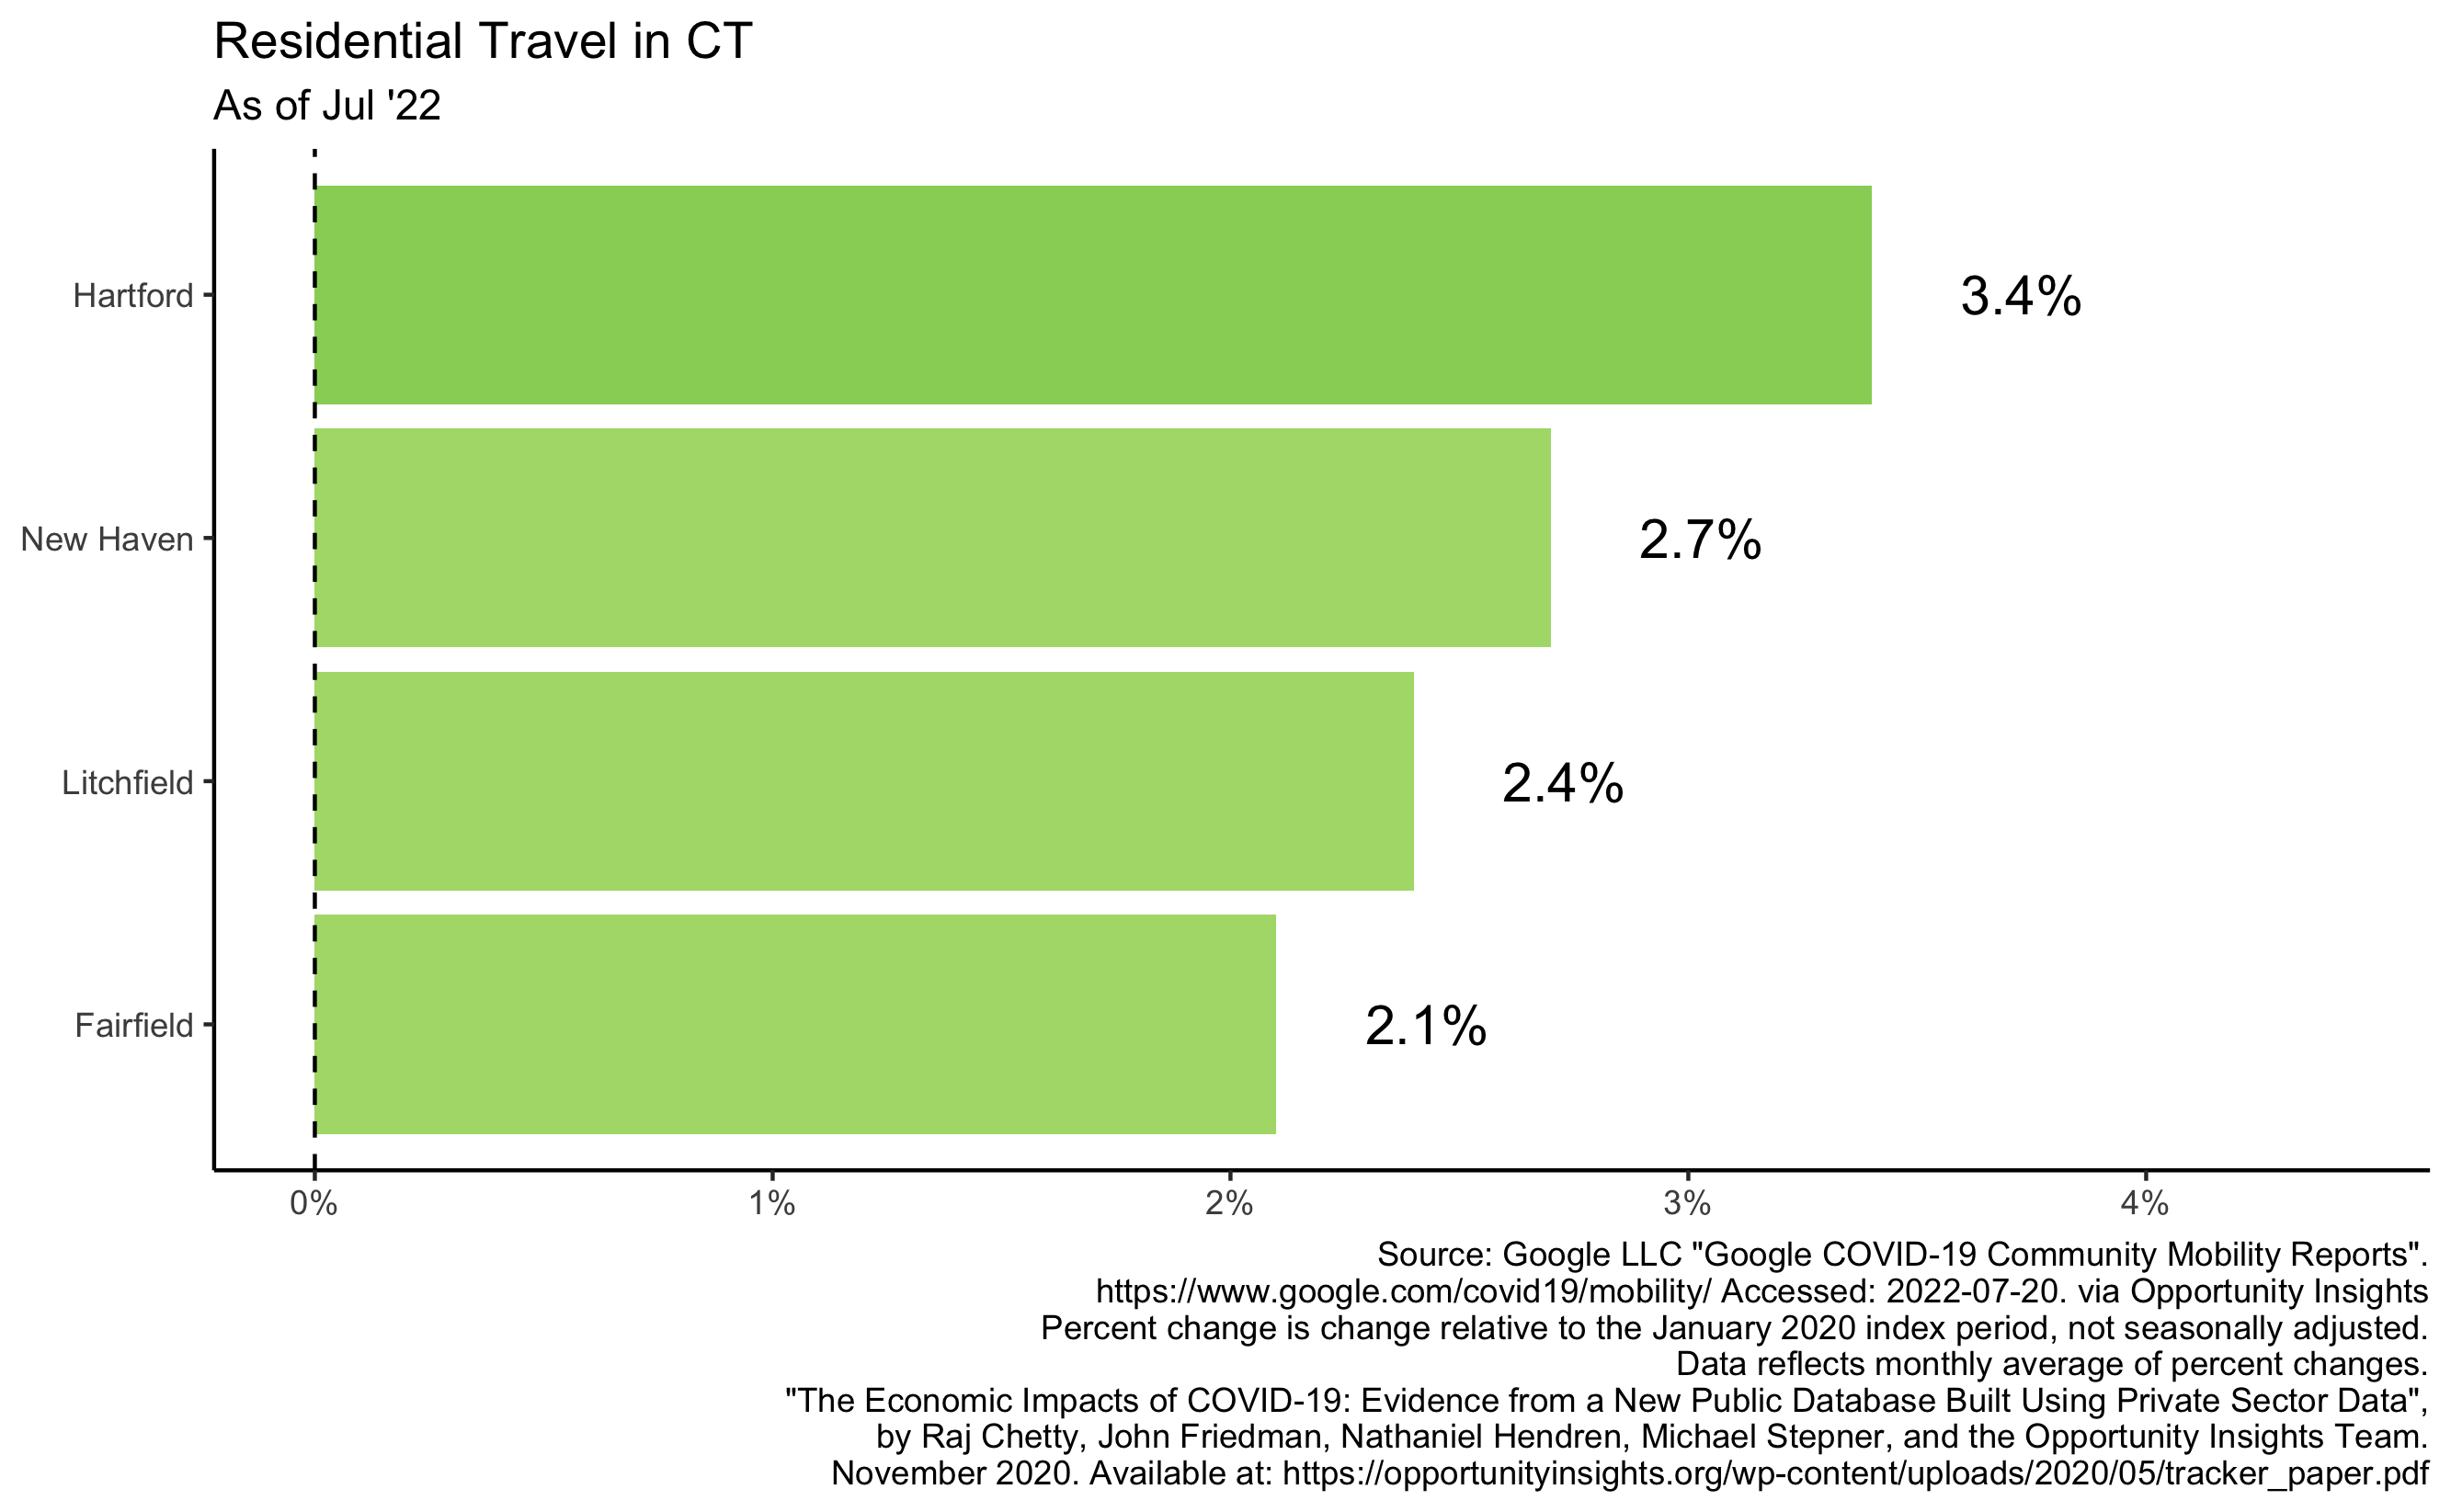 Residential Travel in CT
As of Jul '22
Hartford
3.4%
New Haven
2.7%
Litchfield
2.4%
Fairfield
2.1%
0% 1% 2% 3% 4%
Source: Google LLC "Google COVID-19 Community Mobility Reports".
https://www.google.com/covid19/mobility/ Accessed: 2022-07-20. via Opportunity Insights
Percent change is change relative to the January 2020 index period, not seasonally adjusted.
Data reflects monthly average of percent changes.
"The Economic Impacts of COVID-19: Evidence from a New Public Database Built Using Private Sector Data",
by Raj Chetty, John Friedman, Nathaniel Hendren, Michael Stepner, and the Opportunity Insights Team.
November 2020. Available at: https://opportunityinsights.org/wp-content/uploads/2020/05/tracker_paper.pdf